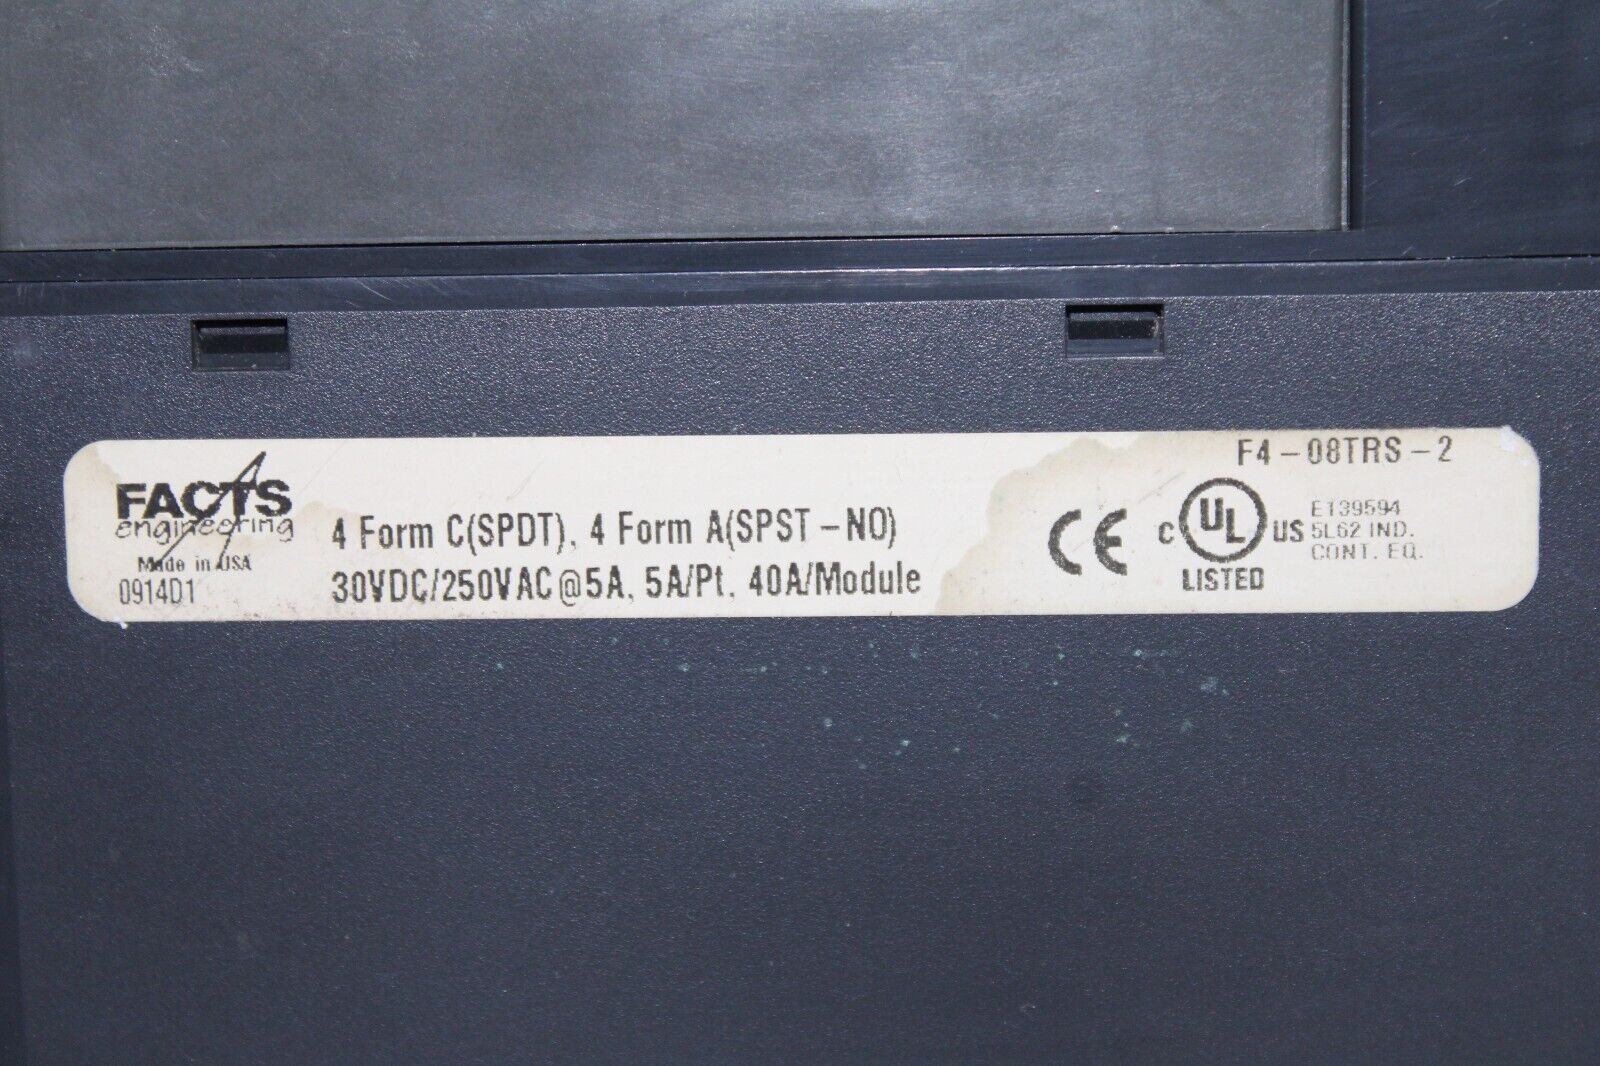 F4-08TRS-2
FACTS
engineering
Made in USA
0914D1
4 Form C(SPDT), 4 Form A(SPST-NO)
30VDC/250VAC@5A, 5A/Pt, 40A/Module
CE
C UL US
LISTED
E139594
5L62 IND.
CONT. EQ.